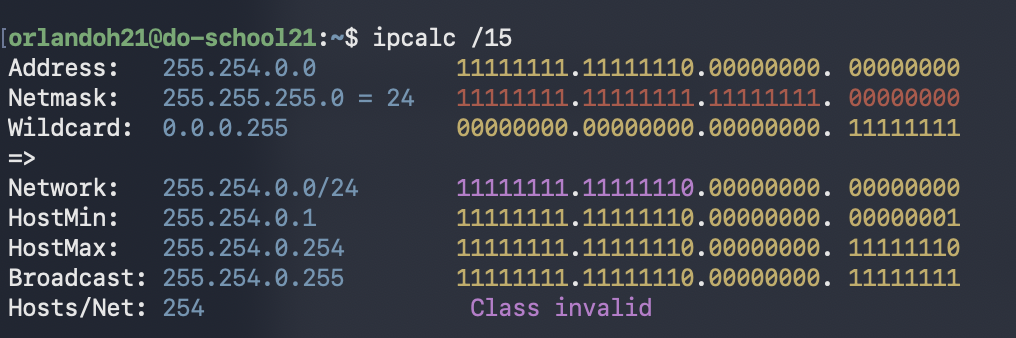 [orlandoh21@do-school21:~$ ipcalc /15
Address:   255.254.0.0          11111111.11111110.00000000. 00000000
Netmask:   255.255.255.0 = 24   11111111.11111111.11111111. 00000000
Wildcard:  0.0.0.255            00000000.00000000.00000000. 11111111
=>
Network:   255.254.0.0/24       11111111.11111110.00000000. 00000000
HostMin:   255.254.0.1          11111111.11111110.00000000. 00000001
HostMax:   255.254.0.254        11111111.11111110.00000000. 11111110
Broadcast: 255.254.0.255        11111111.11111110.00000000. 11111111
Hosts/Net: 254                   Class invalid